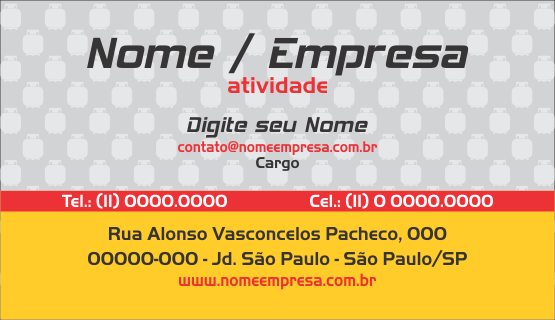 Nome / Empresa
atividade
Digite seu Nome
contato@nomeempresa.com.br
Cargo
Tel.: (11) 0000.0000 Cel.: (11) 0 0000.0000
Rua Alonso Vasconcelos Pacheco, 000
00000-000 - Jd. São Paulo - São Paulo/SP
www.nomeempresa.com.br